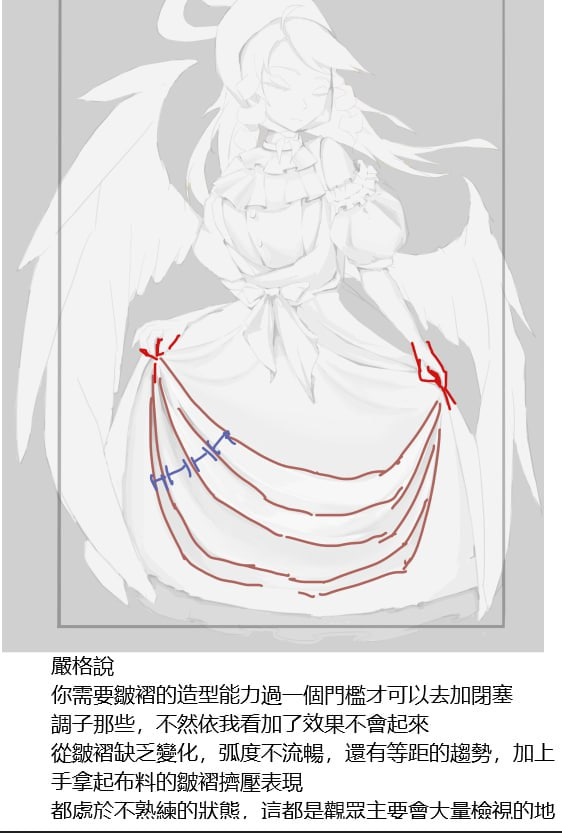 嚴格說
你需要皺褶的造型能力過一個門檻才可以去加閉塞
調子那些，不然依我看加了效果不會起來
從皺褶缺乏變化，弧度不流暢，還有等距的趨勢，加上
手拿起布料的皺褶擠壓表現
都處於不熟練的狀態，這都是觀眾主要會大量檢視的地